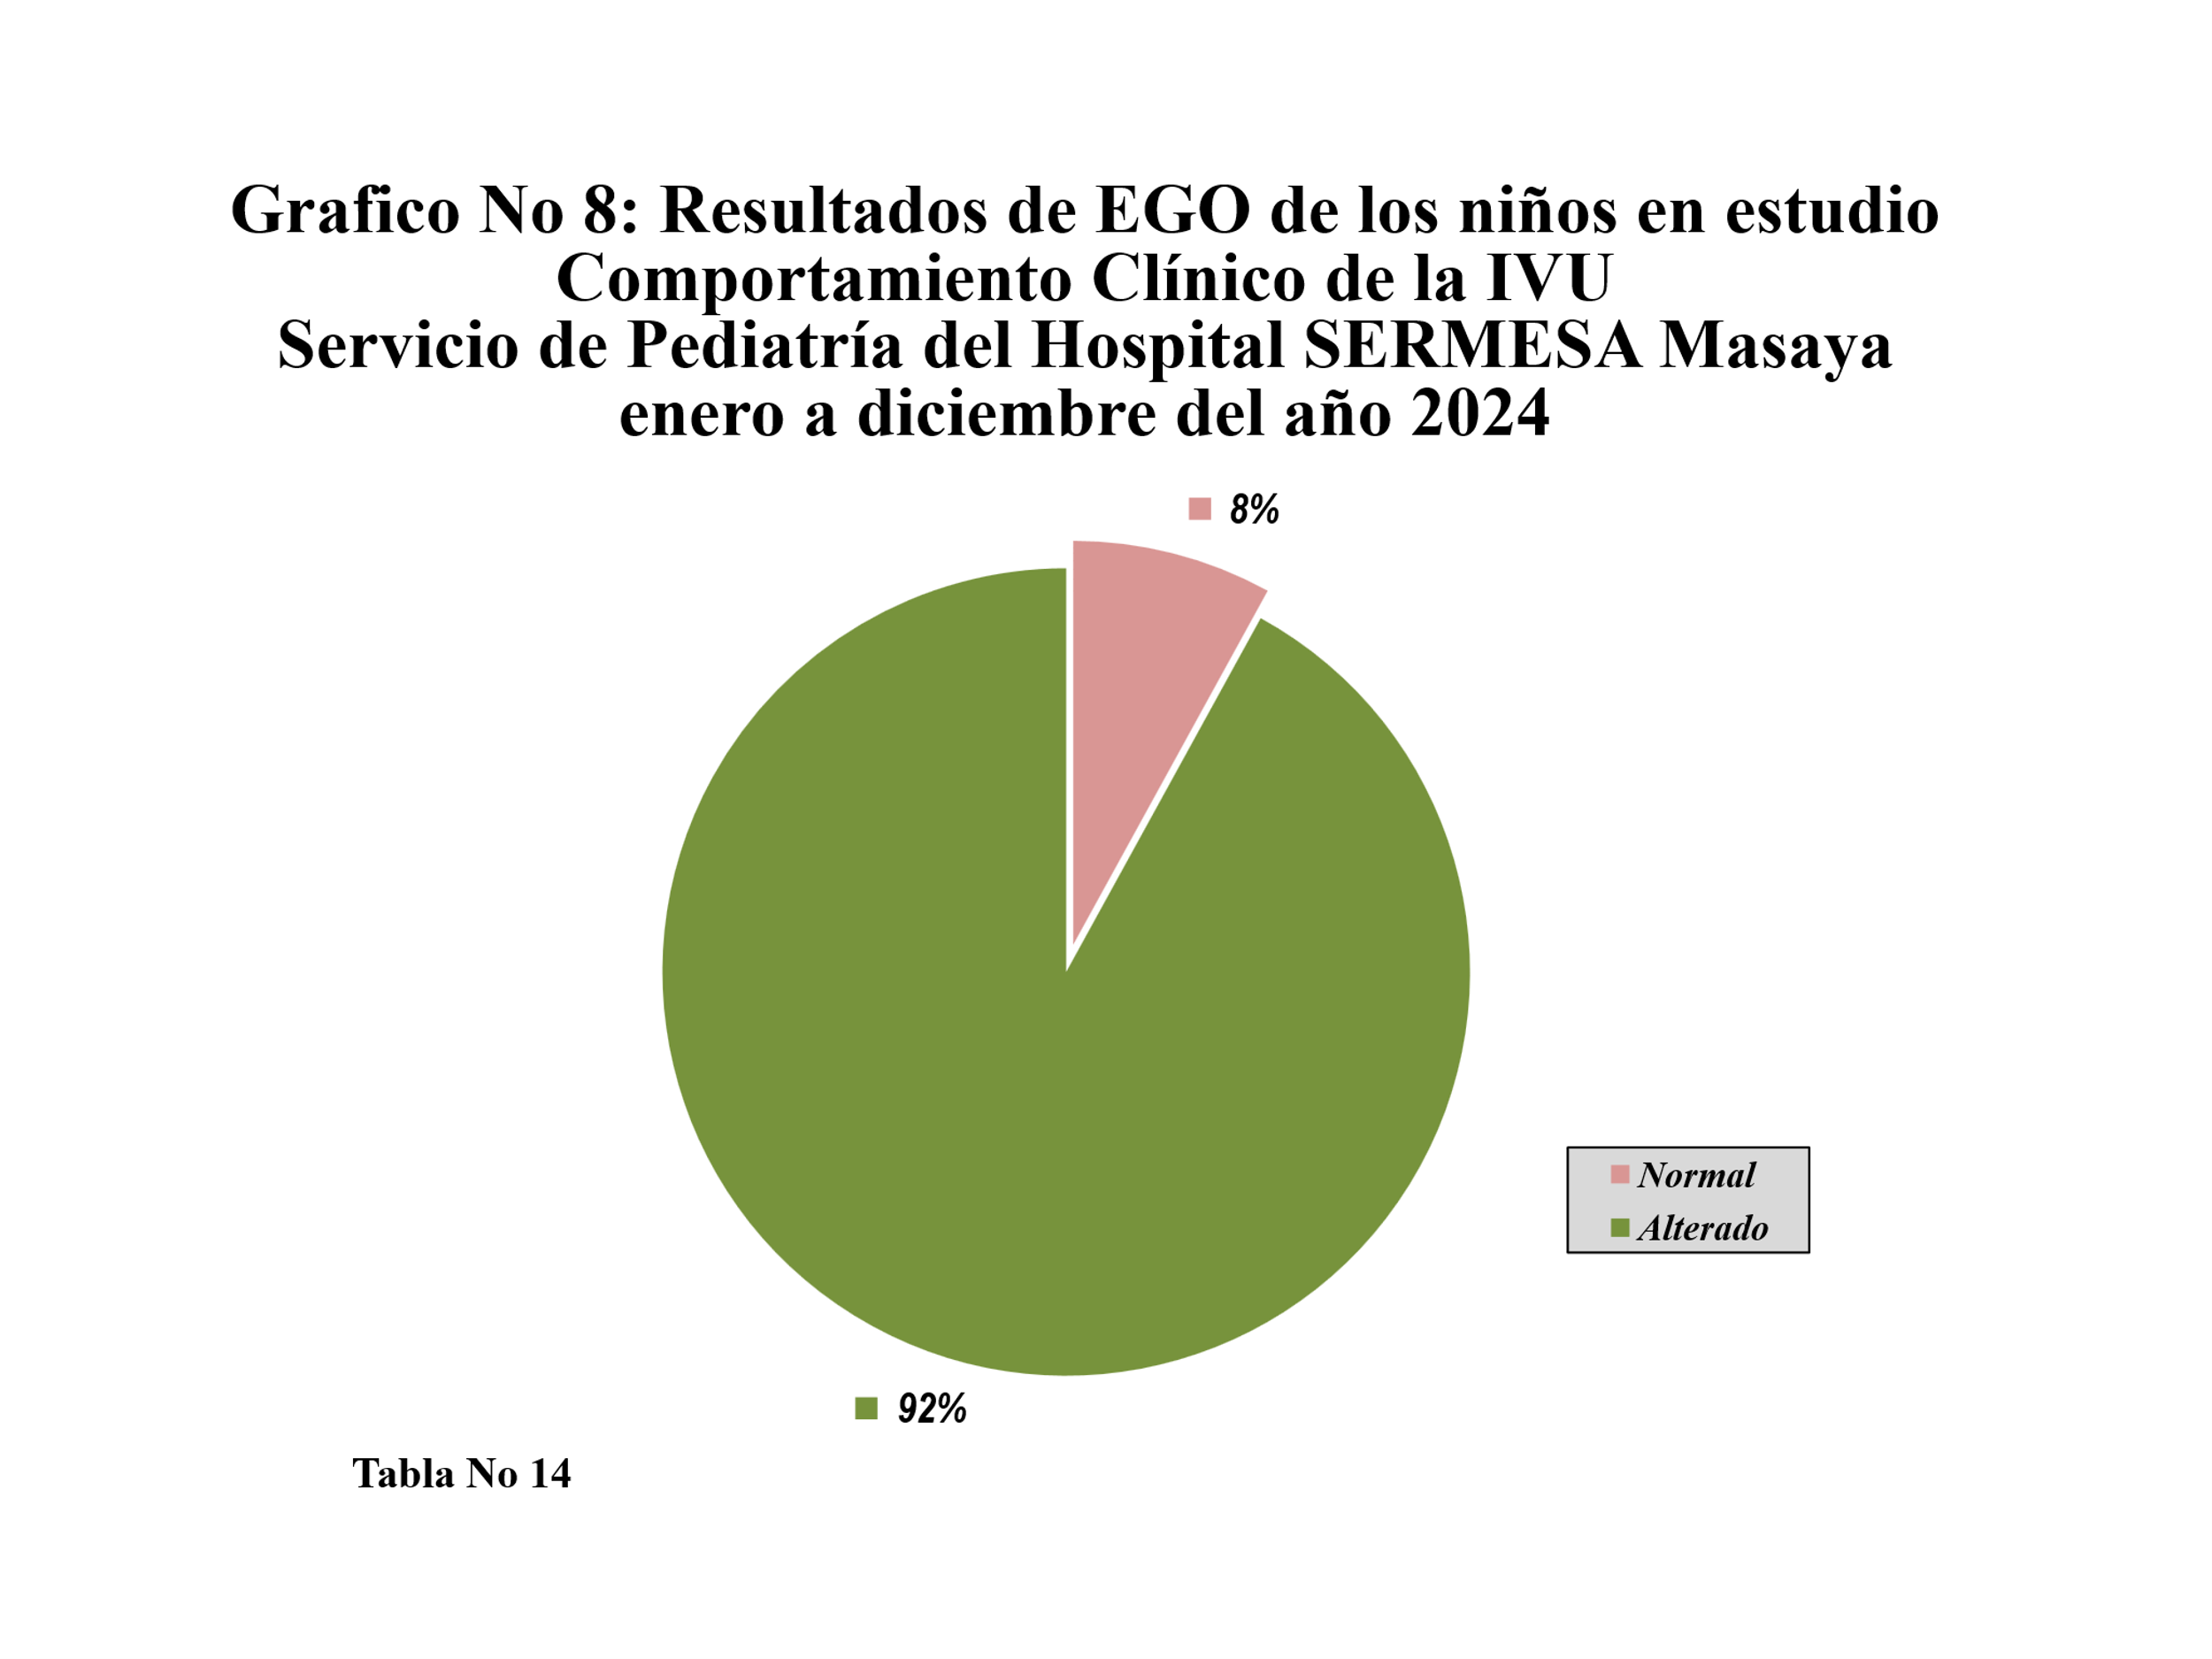 Grafico No 8: Resultados de EGO de los niños en estudio
Comportamiento Clínico de la IVU
Servicio de Pediatría del Hospital SERMESA Masaya
enero a diciembre del año 2024
8%
Normal
Alterado
92%
Tabla No 14